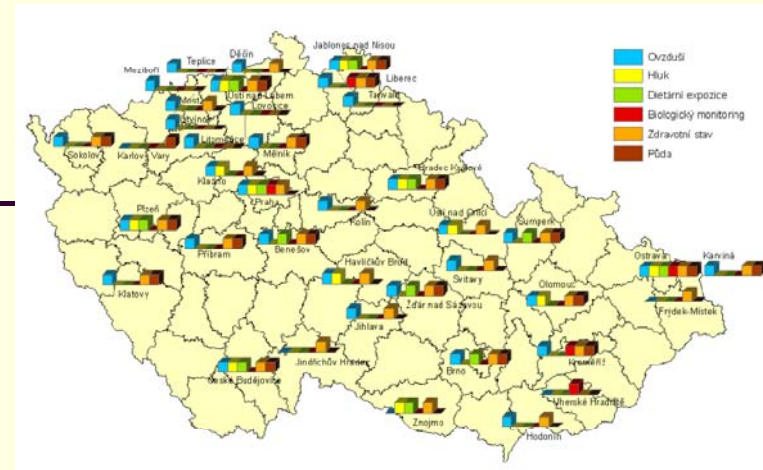 Jablonec nad Nisou
Děčín
Teplice
Liberec
Meziboří
Ústí nad Labem
Tanvald
Most
Lovosice
Litvínov
Litoměřice
Sokolov
Karlovy Vary
Mělník
Kladno
Praha
Hradec Králové
Kolín
Plzeň
Ústí nad Orlicí
Šumperk
Příbram
Benešov
Havlíčkův Brod
Svitavy
Ostrava
Karviná
Klatovy
Žďár nad Sázavou
Olomouc
Frýdek-Místek
Jihlava
Jindřichův Hradec
Brno
Kroměříž
České Budějovice
Uherské Hradiště
Znojmo
Hodonín
Ovzduší
Hluk
Dietární expozice
Biologický monitoring
Zdravotní stav
Půda